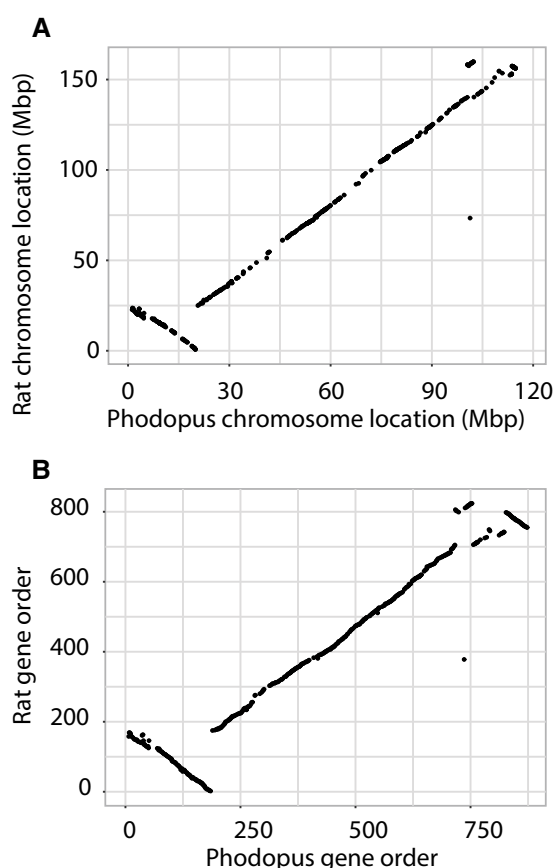 A
Rat chromosome location (Mbp)
150
100
50
0
0 30 60 90 120
Phodopus chromosome location (Mbp)
B
Rat gene order
800
600
400
200
0
0 250 500 750
Phodopus gene order